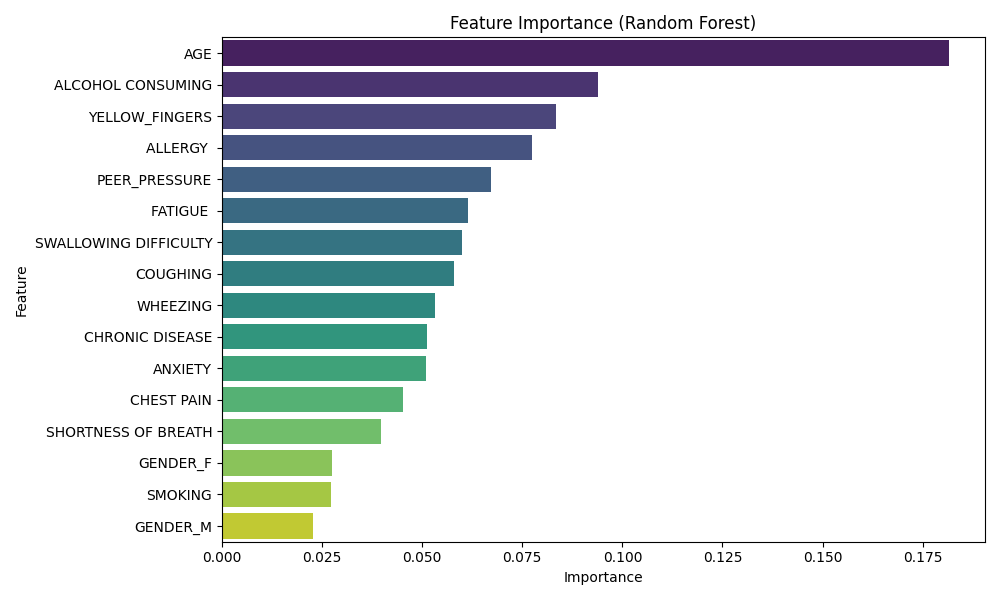 Feature Importance (Random Forest)
AGE
ALCOHOL CONSUMING
YELLOW_FINGERS
ALLERGY
PEER_PRESSURE
FATIGUE
SWALLOWING DIFFICULTY
COUGHING
WHEEZING
CHRONIC DISEASE
ANXIETY
CHEST PAIN
SHORTNESS OF BREATH
GENDER_F
SMOKING
GENDER_M
Feature
0.000 0.025 0.050 0.075 0.100 0.125 0.150 0.175
Importance